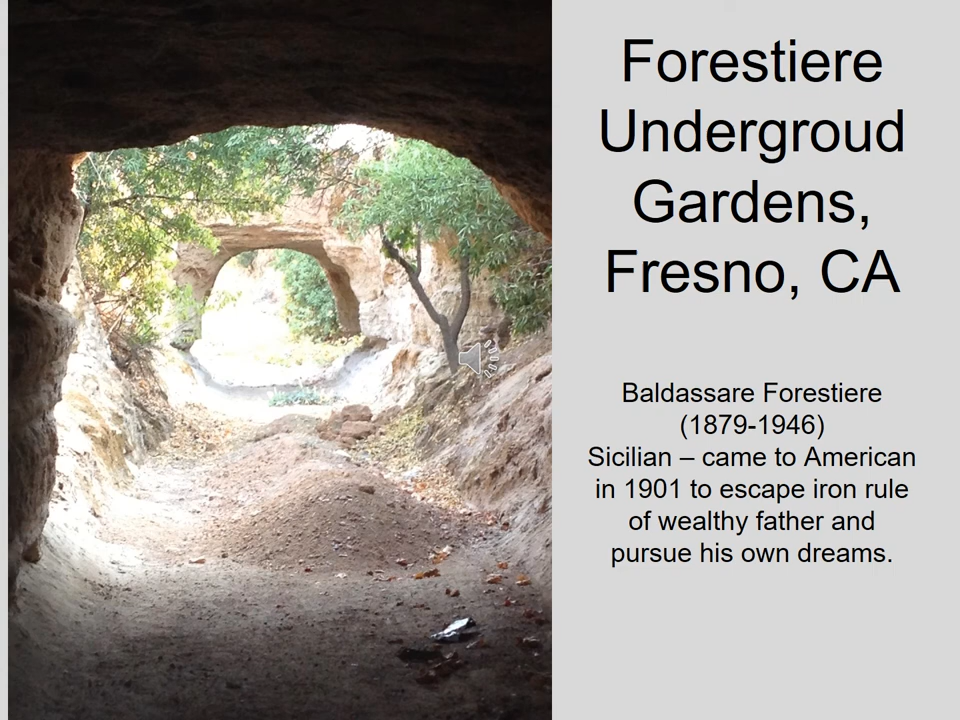 Forestiere
Undergroud
Gardens,
Fresno, CA
Baldassare Forestiere
(1879-1946)
Sicilian – came to American
in 1901 to escape iron rule
of wealthy father and
pursue his own dreams.